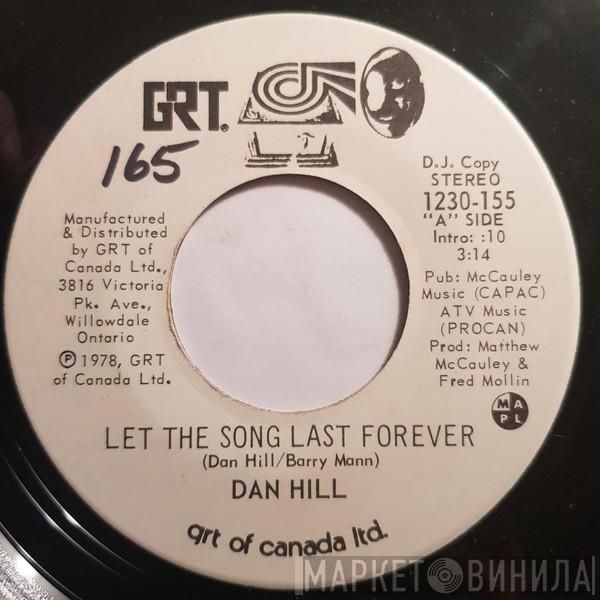 GRT.®
165
D.J. Copy
STEREO
1230-155
"A" SIDE
Intro: :10
3:14
Pub: McCauley
Music (CAPAC)
ATV Music
(PROCAN)
Prod: Matthew
McCauley &
Fred Mollin
Manufactured
& Distributed
by GRT of
Canada Ltd.,
3816 Victoria
Pk. Ave.,
Willowdale
Ontario
℗ 1978, GRT
of Canada Ltd.
M A
P L
LET THE SONG LAST FOREVER
(Dan Hill/Barry Mann)
DAN HILL
grt of canada ltd.
МАРКЕТ ВИНИЛА